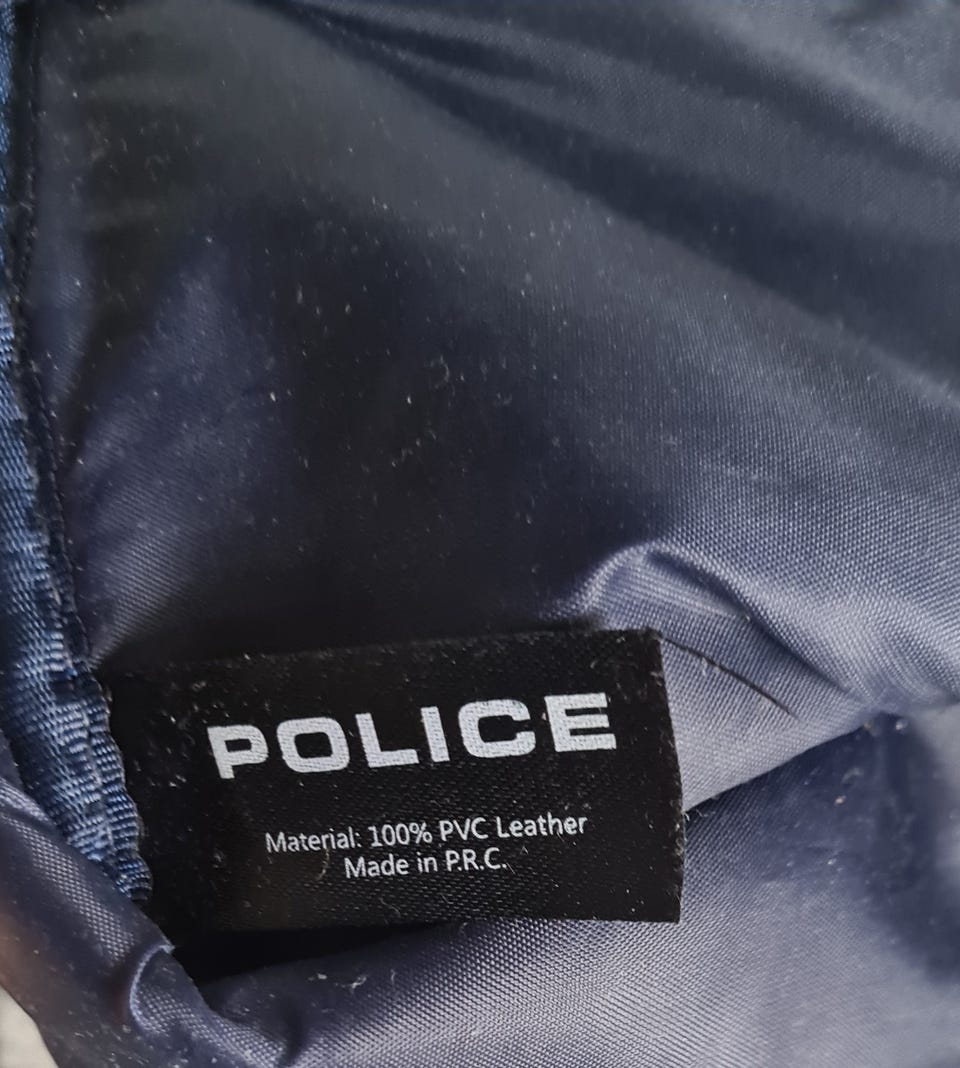 POLICE
Material: 100% PVC Leather
Made in P.R.C.